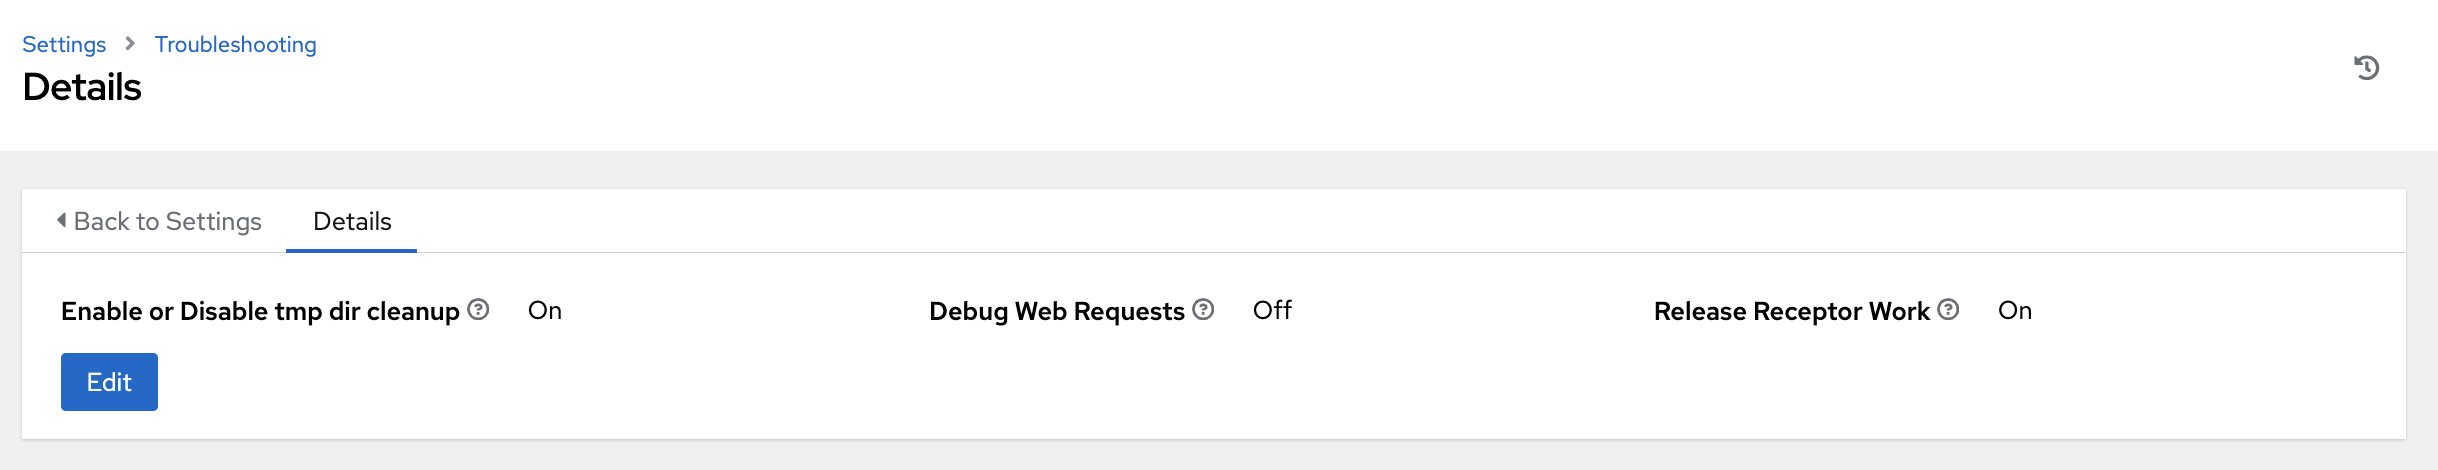 Settings Troubleshooting
Details
Back to Settings Details
Enable or Disable tmp dir cleanup On Debug Web Requests Off Release Receptor Work On
Edit